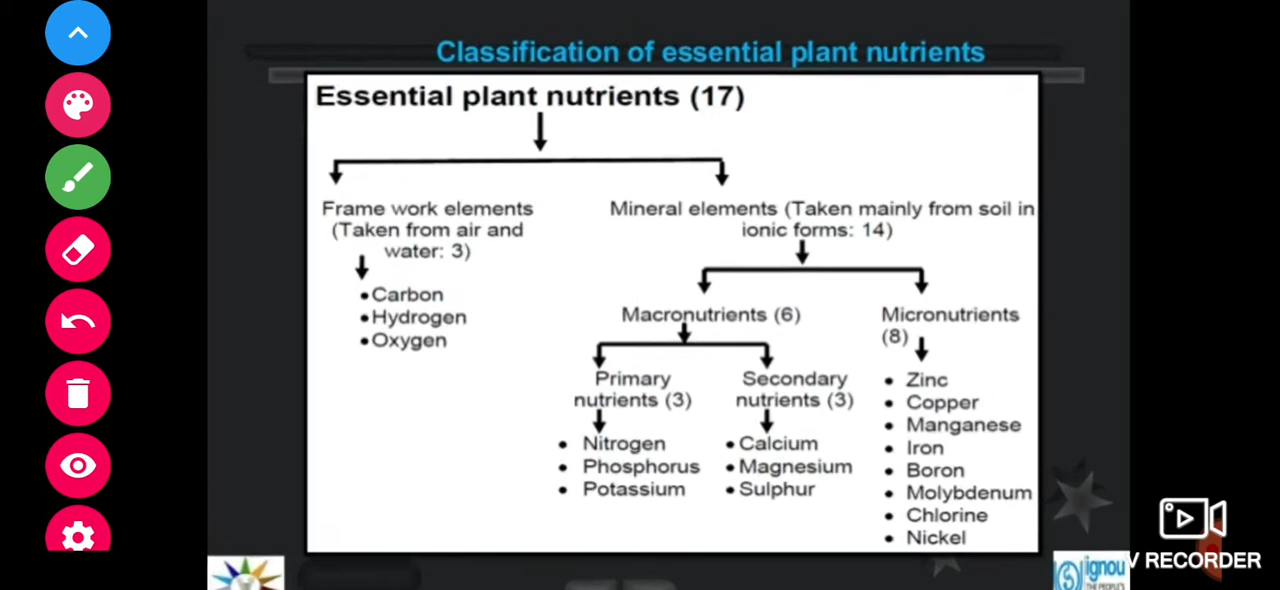 Classification of essential plant nutrients
Essential plant nutrients (17)
Frame work elements
(Taken from air and
water: 3)
•Carbon
•Hydrogen
•Oxygen
Mineral elements (Taken mainly from soil in
ionic forms: 14)
Macronutrients (6)
Primary
nutrients (3)
• Nitrogen
• Phosphorus
• Potassium
Secondary
nutrients (3)
•Calcium
•Magnesium
•Sulphur
Micronutrients
(8)
• Zinc
• Copper
• Manganese
• Iron
• Boron
• Molybdenum
• Chlorine
• Nickel
ignou
V RECORDER